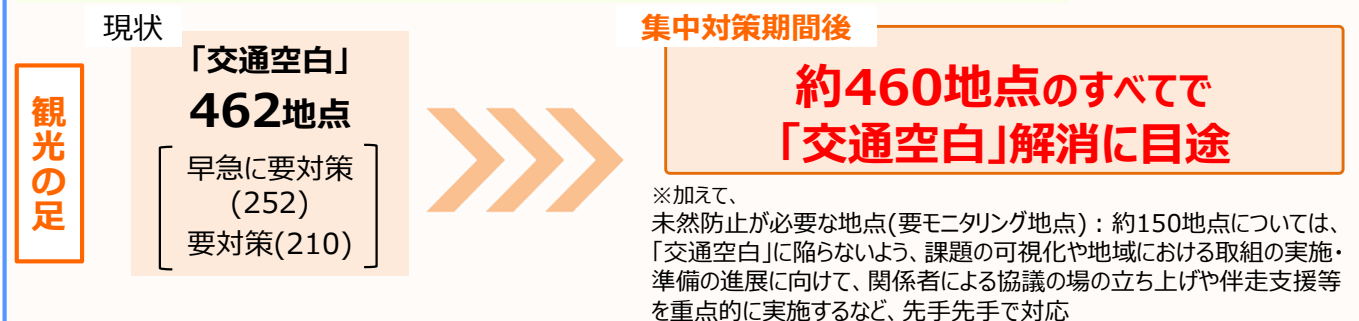 現状
「交通空白」
462地点
早急に要対策
(252)
要対策(210)
観光の足
集中対策期間後
約460地点のすべてで
「交通空白」解消に目途
※加えて、
未然防止が必要な地点(要モニタリング地点)：約150地点については、
「交通空白」に陥らないよう、課題の可視化や地域における取組の実施・
準備の進展に向けて、関係者による協議の場の立ち上げや伴走支援等
を重点的に実施するなど、先手先手で対応